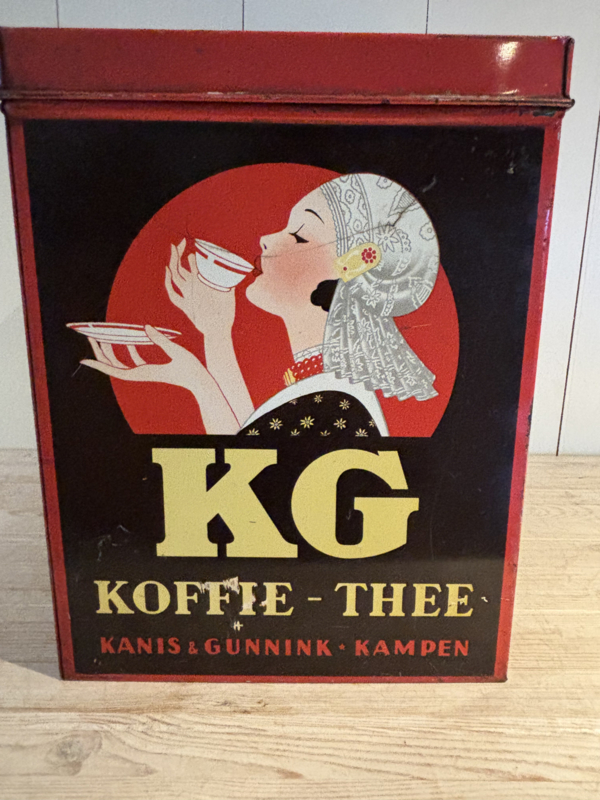 KG
KOFFIE - THEE
KANIS & GUNNINK • KAMPEN